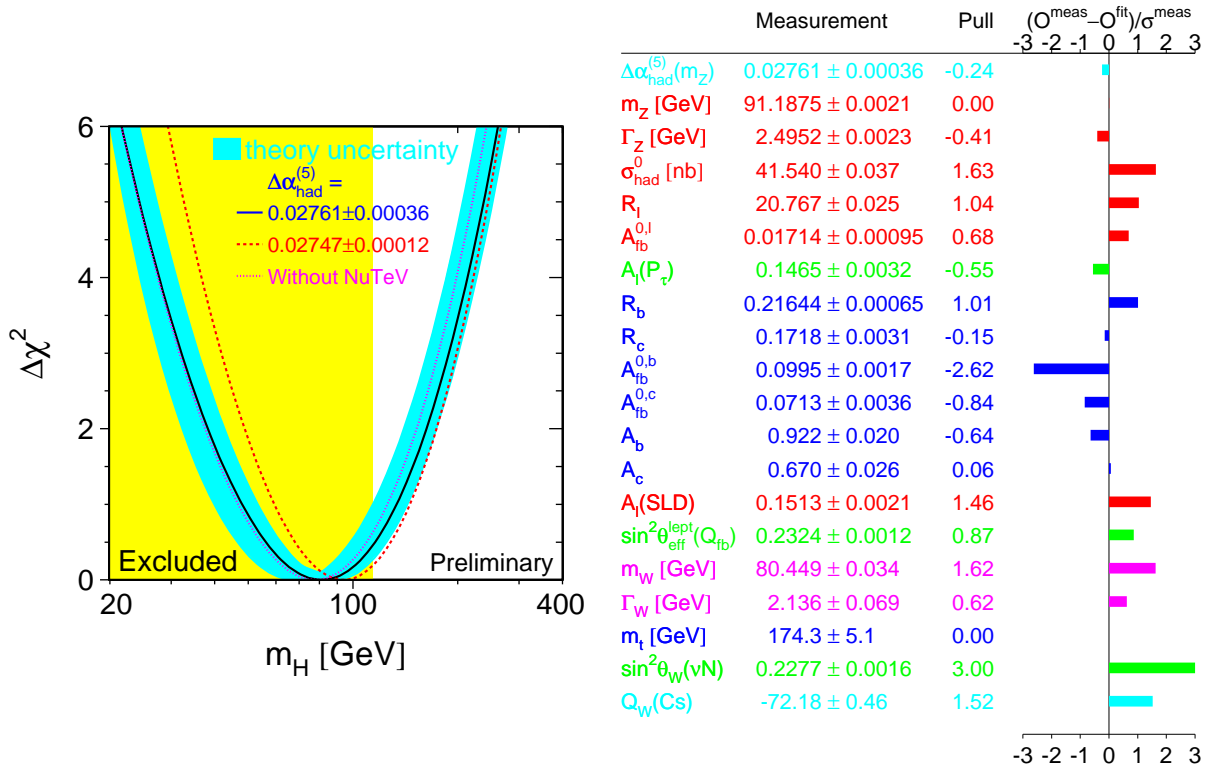 6
4
2
0
20
100
400
Δχ²
m_H [GeV]
theory uncertainty
Δα_had^(5) =
0.02761±0.00036
0.02747±0.00012
Without NuTeV
Excluded
Preliminary
Measurement Pull (O^meas–O^fit)/σ^meas
-3 -2 -1 0 1 2 3
Δα_had^(5)(m_Z) 0.02761 ± 0.00036 -0.24
m_Z [GeV] 91.1875 ± 0.0021 0.00
Γ_Z [GeV] 2.4952 ± 0.0023 -0.41
σ_had^0 [nb] 41.540 ± 0.037 1.63
R_l 20.767 ± 0.025 1.04
A_fb^0,l 0.01714 ± 0.00095 0.68
A_l(P_τ) 0.1465 ± 0.0032 -0.55
R_b 0.21644 ± 0.00065 1.01
R_c 0.1718 ± 0.0031 -0.15
A_fb^0,b 0.0995 ± 0.0017 -2.62
A_fb^0,c 0.0713 ± 0.0036 -0.84
A_b 0.922 ± 0.020 -0.64
A_c 0.670 ± 0.026 0.06
A_l(SLD) 0.1513 ± 0.0021 1.46
sin²θ_eff^lept(Q_fb) 0.2324 ± 0.0012 0.87
m_W [GeV] 80.449 ± 0.034 1.62
Γ_W [GeV] 2.136 ± 0.069 0.62
m_t [GeV] 174.3 ± 5.1 0.00
sin²θ_W(νN) 0.2277 ± 0.0016 3.00
Q_W(Cs) -72.18 ± 0.46 1.52
-3 -2 -1 0 1 2 3